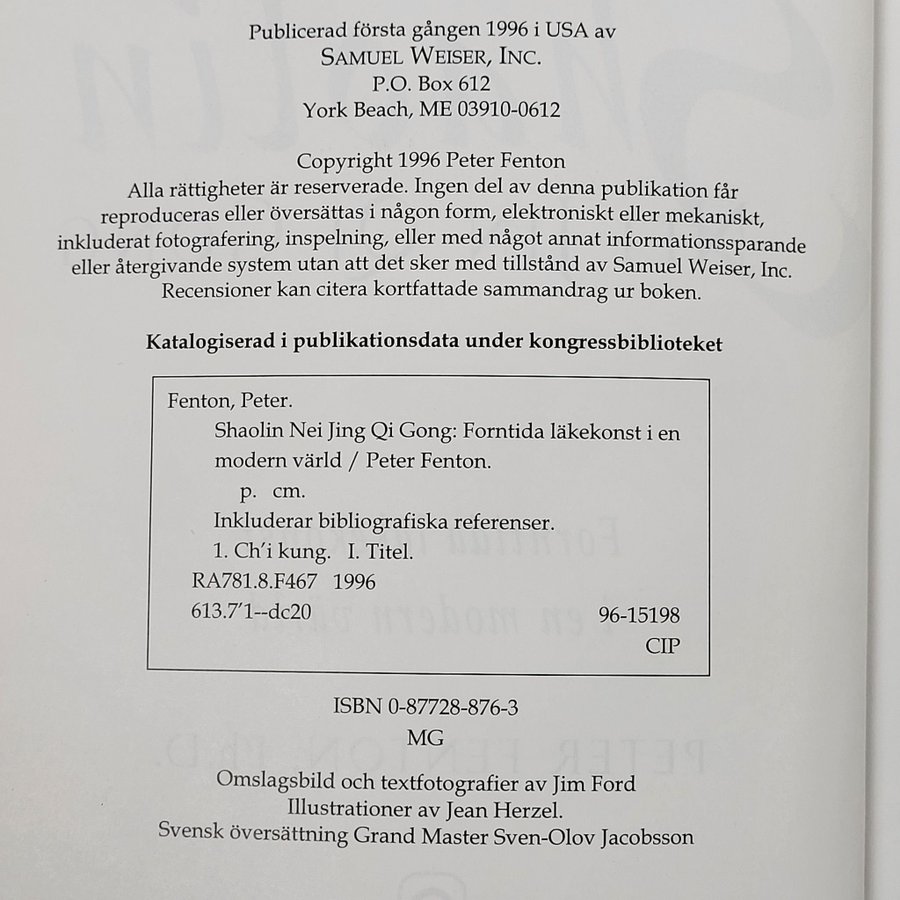 Publicerad första gången 1996 i USA av
SAMUEL WEISER, INC.
P.O. Box 612
York Beach, ME 03910-0612
Copyright 1996 Peter Fenton
Alla rättigheter är reserverade. Ingen del av denna publikation får
reproduceras eller översättas i någon form, elektroniskt eller mekaniskt,
inkluderat fotografering, inspelning, eller med något annat informationssparande
eller återgivande system utan att det sker med tillstånd av Samuel Weiser, Inc.
Recensioner kan citera kortfattade sammandrag ur boken.
Katalogiserad i publikationsdata under kongressbiblioteket
Fenton, Peter.
Shaolin Nei Jing Qi Gong: Forntida läkekonst i en
modern värld / Peter Fenton.
p. cm.
Inkluderar bibliografiska referenser.
1. Ch'i kung. I. Titel.
RA781.8.F467 1996
613.7'1--dc20 96-15198
CIP
ISBN 0-87728-876-3
MG
Omslagsbild och textfotografier av Jim Ford
Illustrationer av Jean Herzel.
Svensk översättning Grand Master Sven-Olov Jacobsson